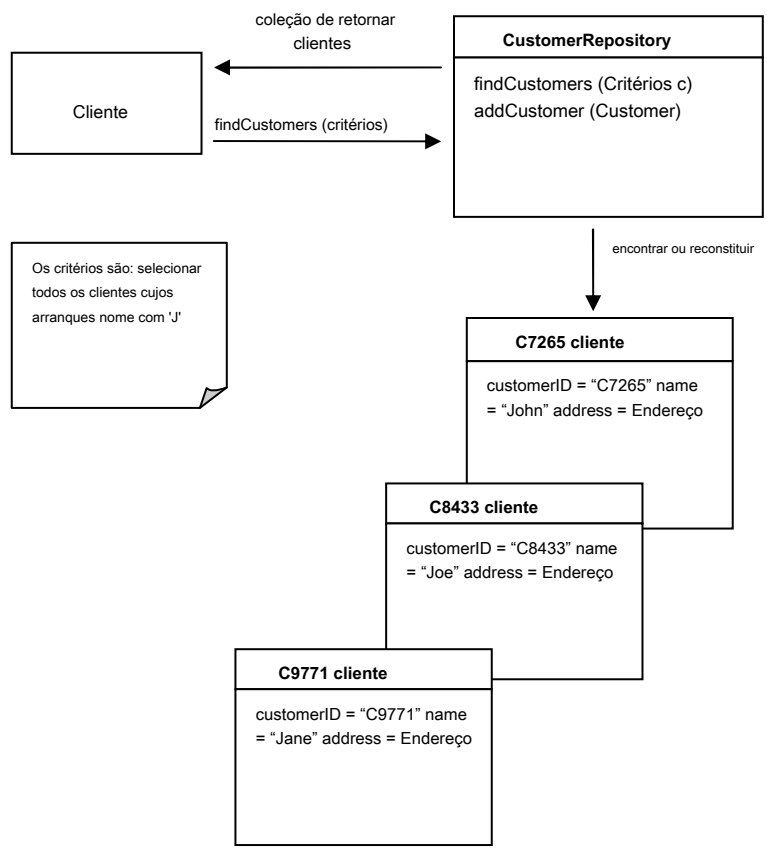 coleção de retornar
clientes
CustomerRepository
findCustomers (Critérios c)
addCustomer (Customer)
Cliente
findCustomers (critérios)
encontrar ou reconstituir
Os critérios são: selecionar
todos os clientes cujos
arranques nome com 'J'
C7265 cliente
customerID = “C7265” name
= “John” address = Endereço
C8433 cliente
customerID = “C8433” name
= “Joe” address = Endereço
C9771 cliente
customerID = “C9771” name
= “Jane” address = Endereço